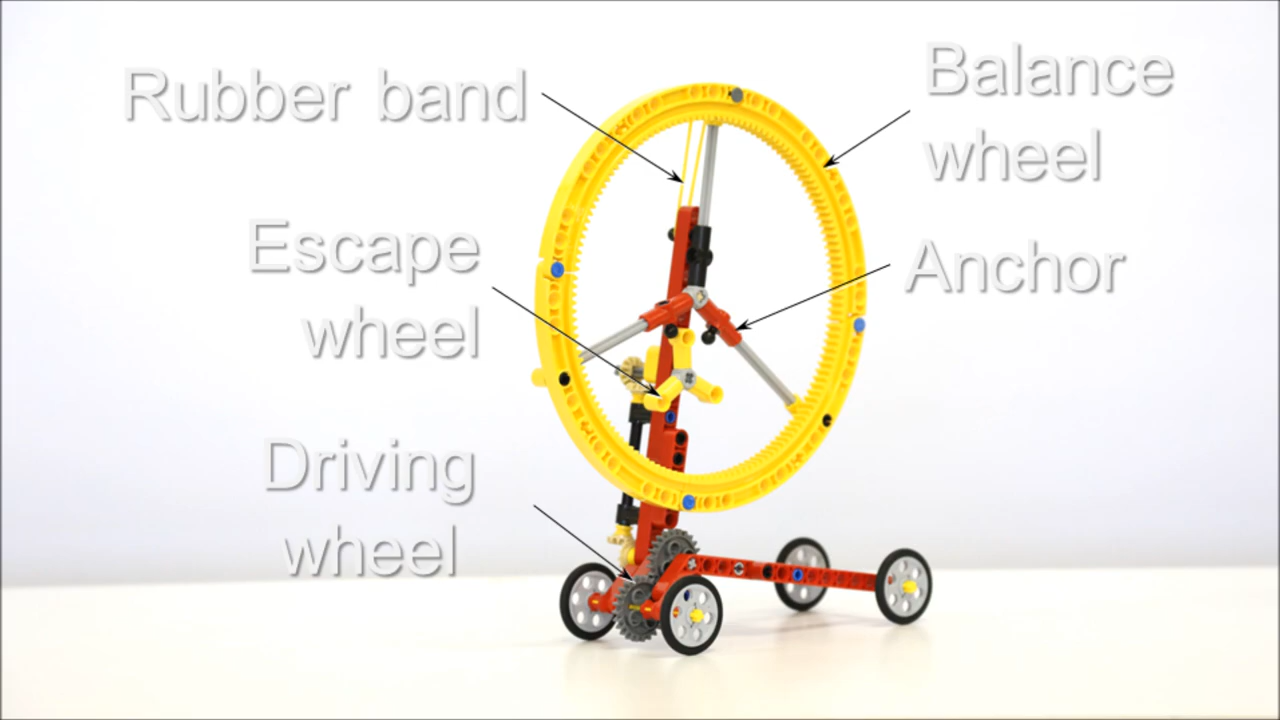 Rubber band
Balance
wheel
Escape
wheel
Anchor
Driving
wheel